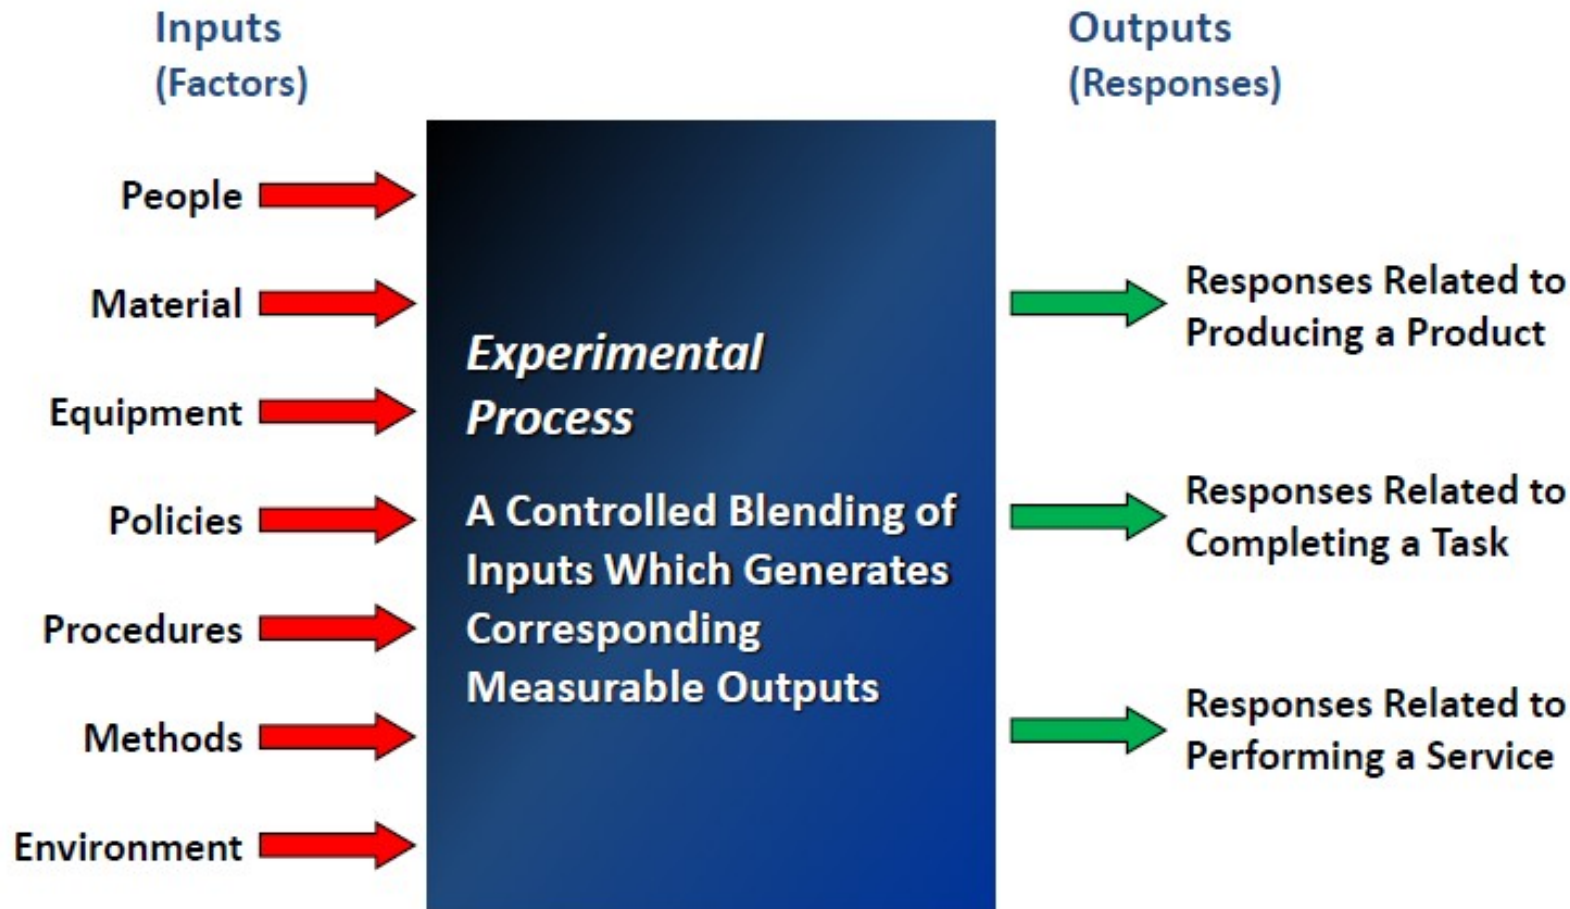 Inputs
(Factors)
Outputs
(Responses)
People
Material
Equipment
Policies
Procedures
Methods
Environment
Experimental
Process
A Controlled Blending of
Inputs Which Generates
Corresponding
Measurable Outputs
Responses Related to
Producing a Product
Responses Related to
Completing a Task
Responses Related to
Performing a Service